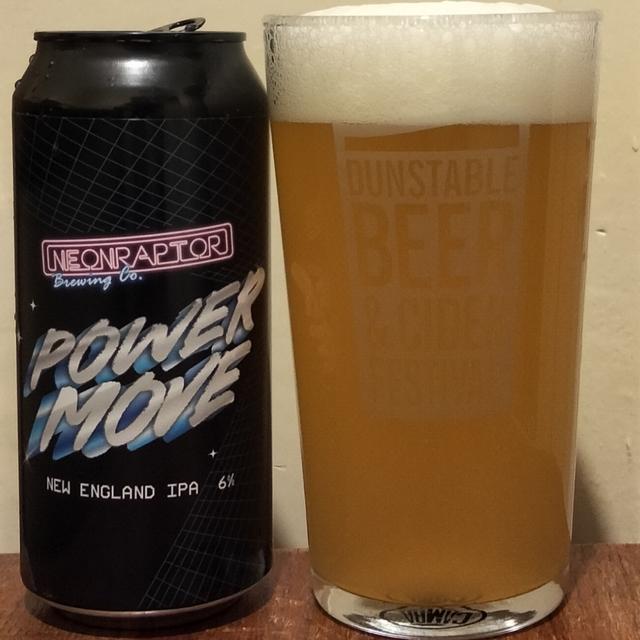 NEONRAPTOR
Brewing Co.
POWER
MOVE
NEW ENGLAND IPA 6%
DUNSTABLE
BEER
& CIDER
FESTIVAL
CAMRA